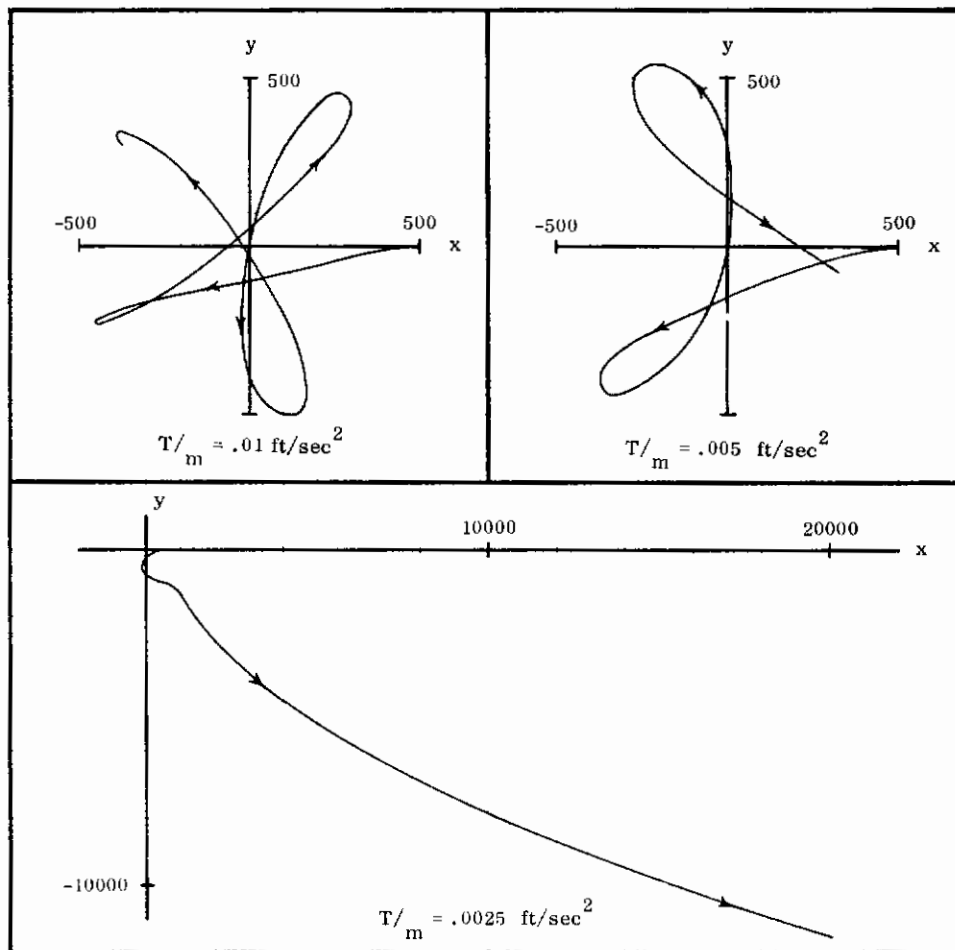 y
500
-500
500
x
T/m = .01 ft/sec²
y
500
-500
500
x
T/m = .005 ft/sec²
y
10000
20000
x
-10000
T/m = .0025 ft/sec²